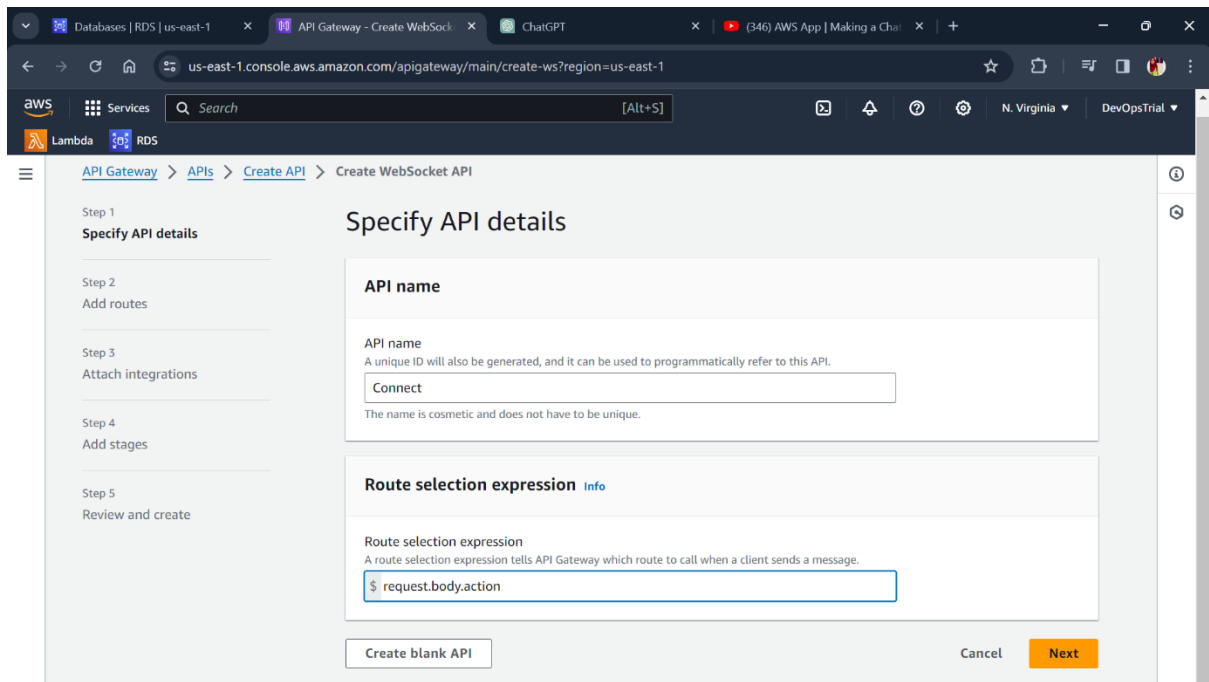 Databases | RDS | us-east-1
API Gateway - Create WebSock
ChatGPT
(346) AWS App | Making a Chat
us-east-1.console.aws.amazon.com/apigateway/main/create-ws?region=us-east-1
aws
Services
Search
[Alt+S]
N. Virginia
DevOpsTrial
Lambda
RDS
API Gateway > APIs > Create API > Create WebSocket API
Step 1
Specify API details
Step 2
Add routes
Step 3
Attach integrations
Step 4
Add stages
Step 5
Review and create
Specify API details
API name
API name
A unique ID will also be generated, and it can be used to programmatically refer to this API.
Connect
The name is cosmetic and does not have to be unique.
Route selection expression Info
Route selection expression
A route selection expression tells API Gateway which route to call when a client sends a message.
$ request.body.action
Create blank API
Cancel
Next